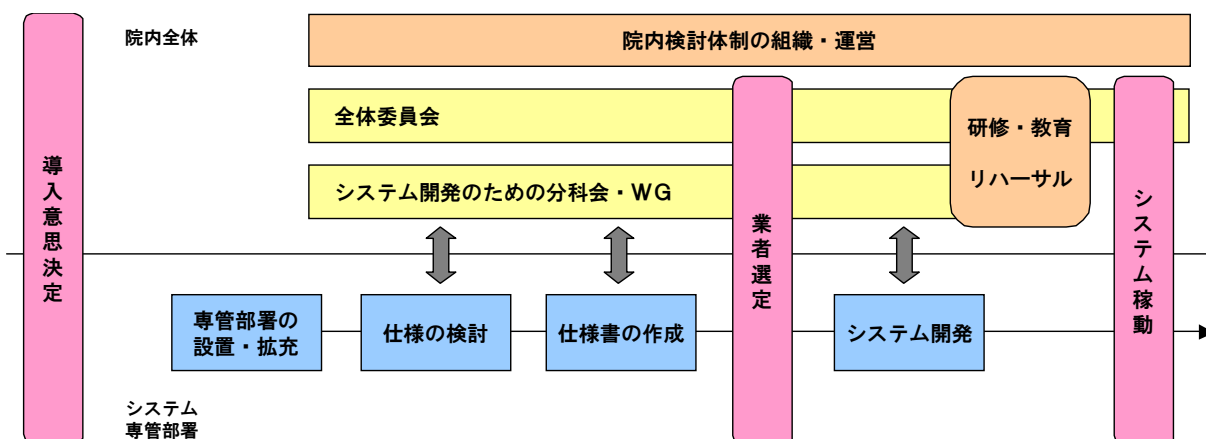 院内全体
院内検討体制の組織・運営
全体委員会
研修・教育
リハーサル
システム開発のための分科会・WG
導入意思決定
業者選定
システム稼動
専管部署の
設置・拡充
仕様の検討
仕様書の作成
システム開発
システム
専管部署